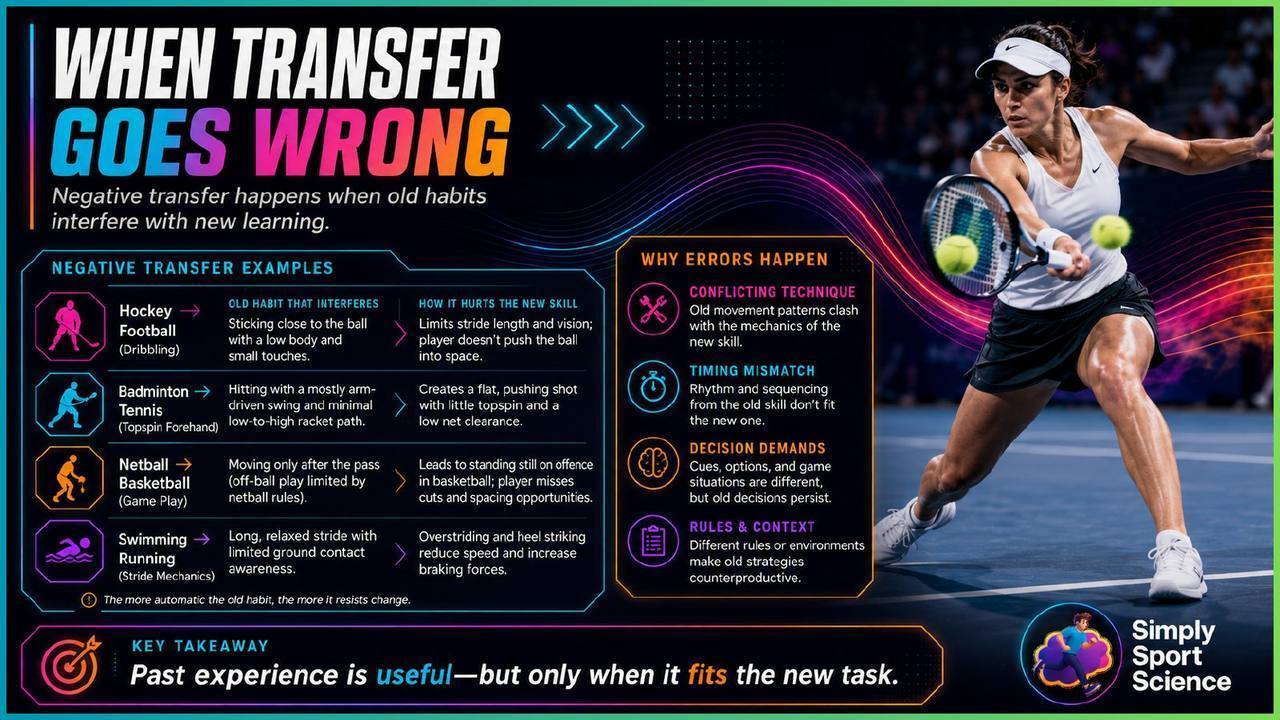 WHEN TRANSFER
GOES WRONG
Negative transfer happens when old habits
interfere with new learning.
NEGATIVE TRANSFER EXAMPLES
OLD HABIT THAT INTERFERES
HOW IT HURTS THE NEW SKILL
Hockey →
Football
(Dribbling)
Sticking close to the ball
with a low body and
small touches.
Limits stride length and vision;
player doesn't push the ball
into space.
Badminton →
Tennis
(Topspin Forehand)
Hitting with a mostly arm-
driven swing and minimal
low-to-high racket path.
Creates a flat, pushing shot
with little topspin and a
low net clearance.
Netball →
Basketball
(Game Play)
Moving only after the pass
(off-ball play limited by
netball rules).
Leads to standing still on offence
in basketball; player misses
cuts and spacing opportunities.
Swimming →
Running
(Stride Mechanics)
Long, relaxed stride with
limited ground contact
awareness.
Overstriding and heel striking
reduce speed and increase
braking forces.
The more automatic the old habit, the more it resists change.
WHY ERRORS HAPPEN
CONFLICTING TECHNIQUE
Old movement patterns clash
with the mechanics of the
new skill.
TIMING MISMATCH
Rhythm and sequencing
from the old skill don't fit
the new one.
DECISION DEMANDS
Cues, options, and game
situations are different,
but old decisions persist.
RULES & CONTEXT
Different rules or environments
make old strategies
counterproductive.
KEY TAKEAWAY
Past experience is useful—but only when it fits the new task.
Simply
Sport
Science